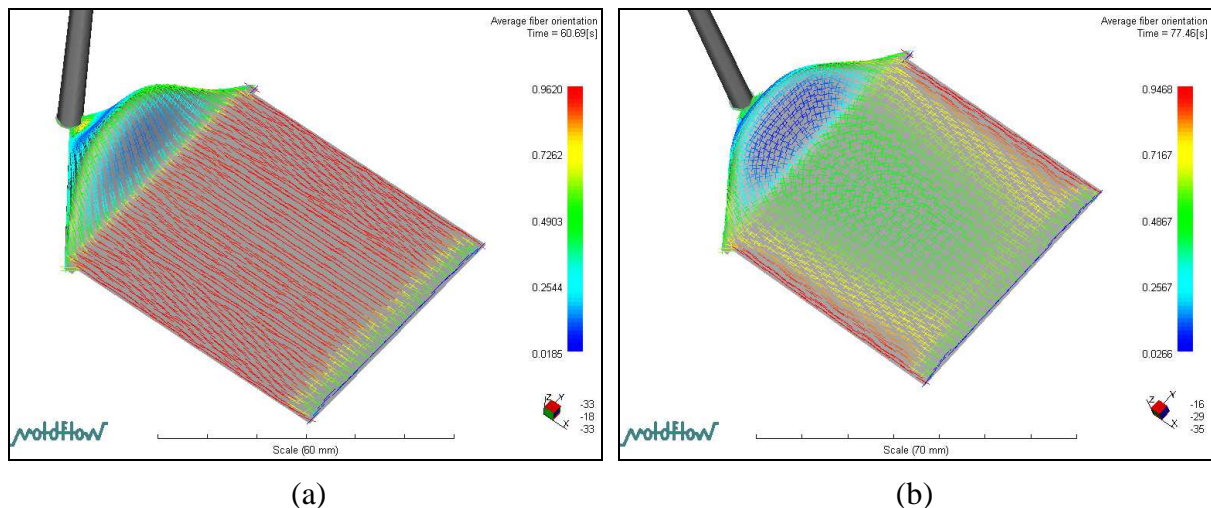 Average fiber orientation
Time = 60.69[s]
0.9620
0.7262
0.4903
0.2544
0.0185
Z Y
X
-33
-18
-33
moldflow
Scale (60 mm)
(a)
Average fiber orientation
Time = 77.46[s]
0.9468
0.7167
0.4867
0.2567
0.0266
Z Y
X
-16
-29
-35
moldflow
Scale (70 mm)
(b)